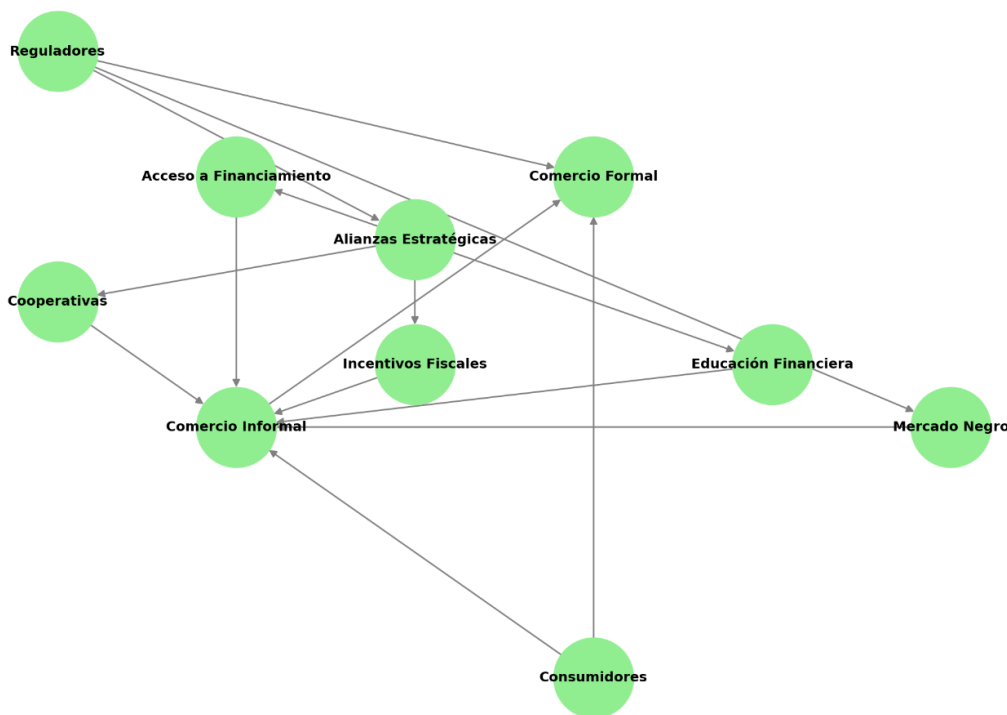 Reguladores
Acceso a Financiamiento
Comercio Formal
Alianzas Estratégicas
Cooperativas
Incentivos Fiscales
Educación Financiera
Comercio Informal
Mercado Negro
Consumidores